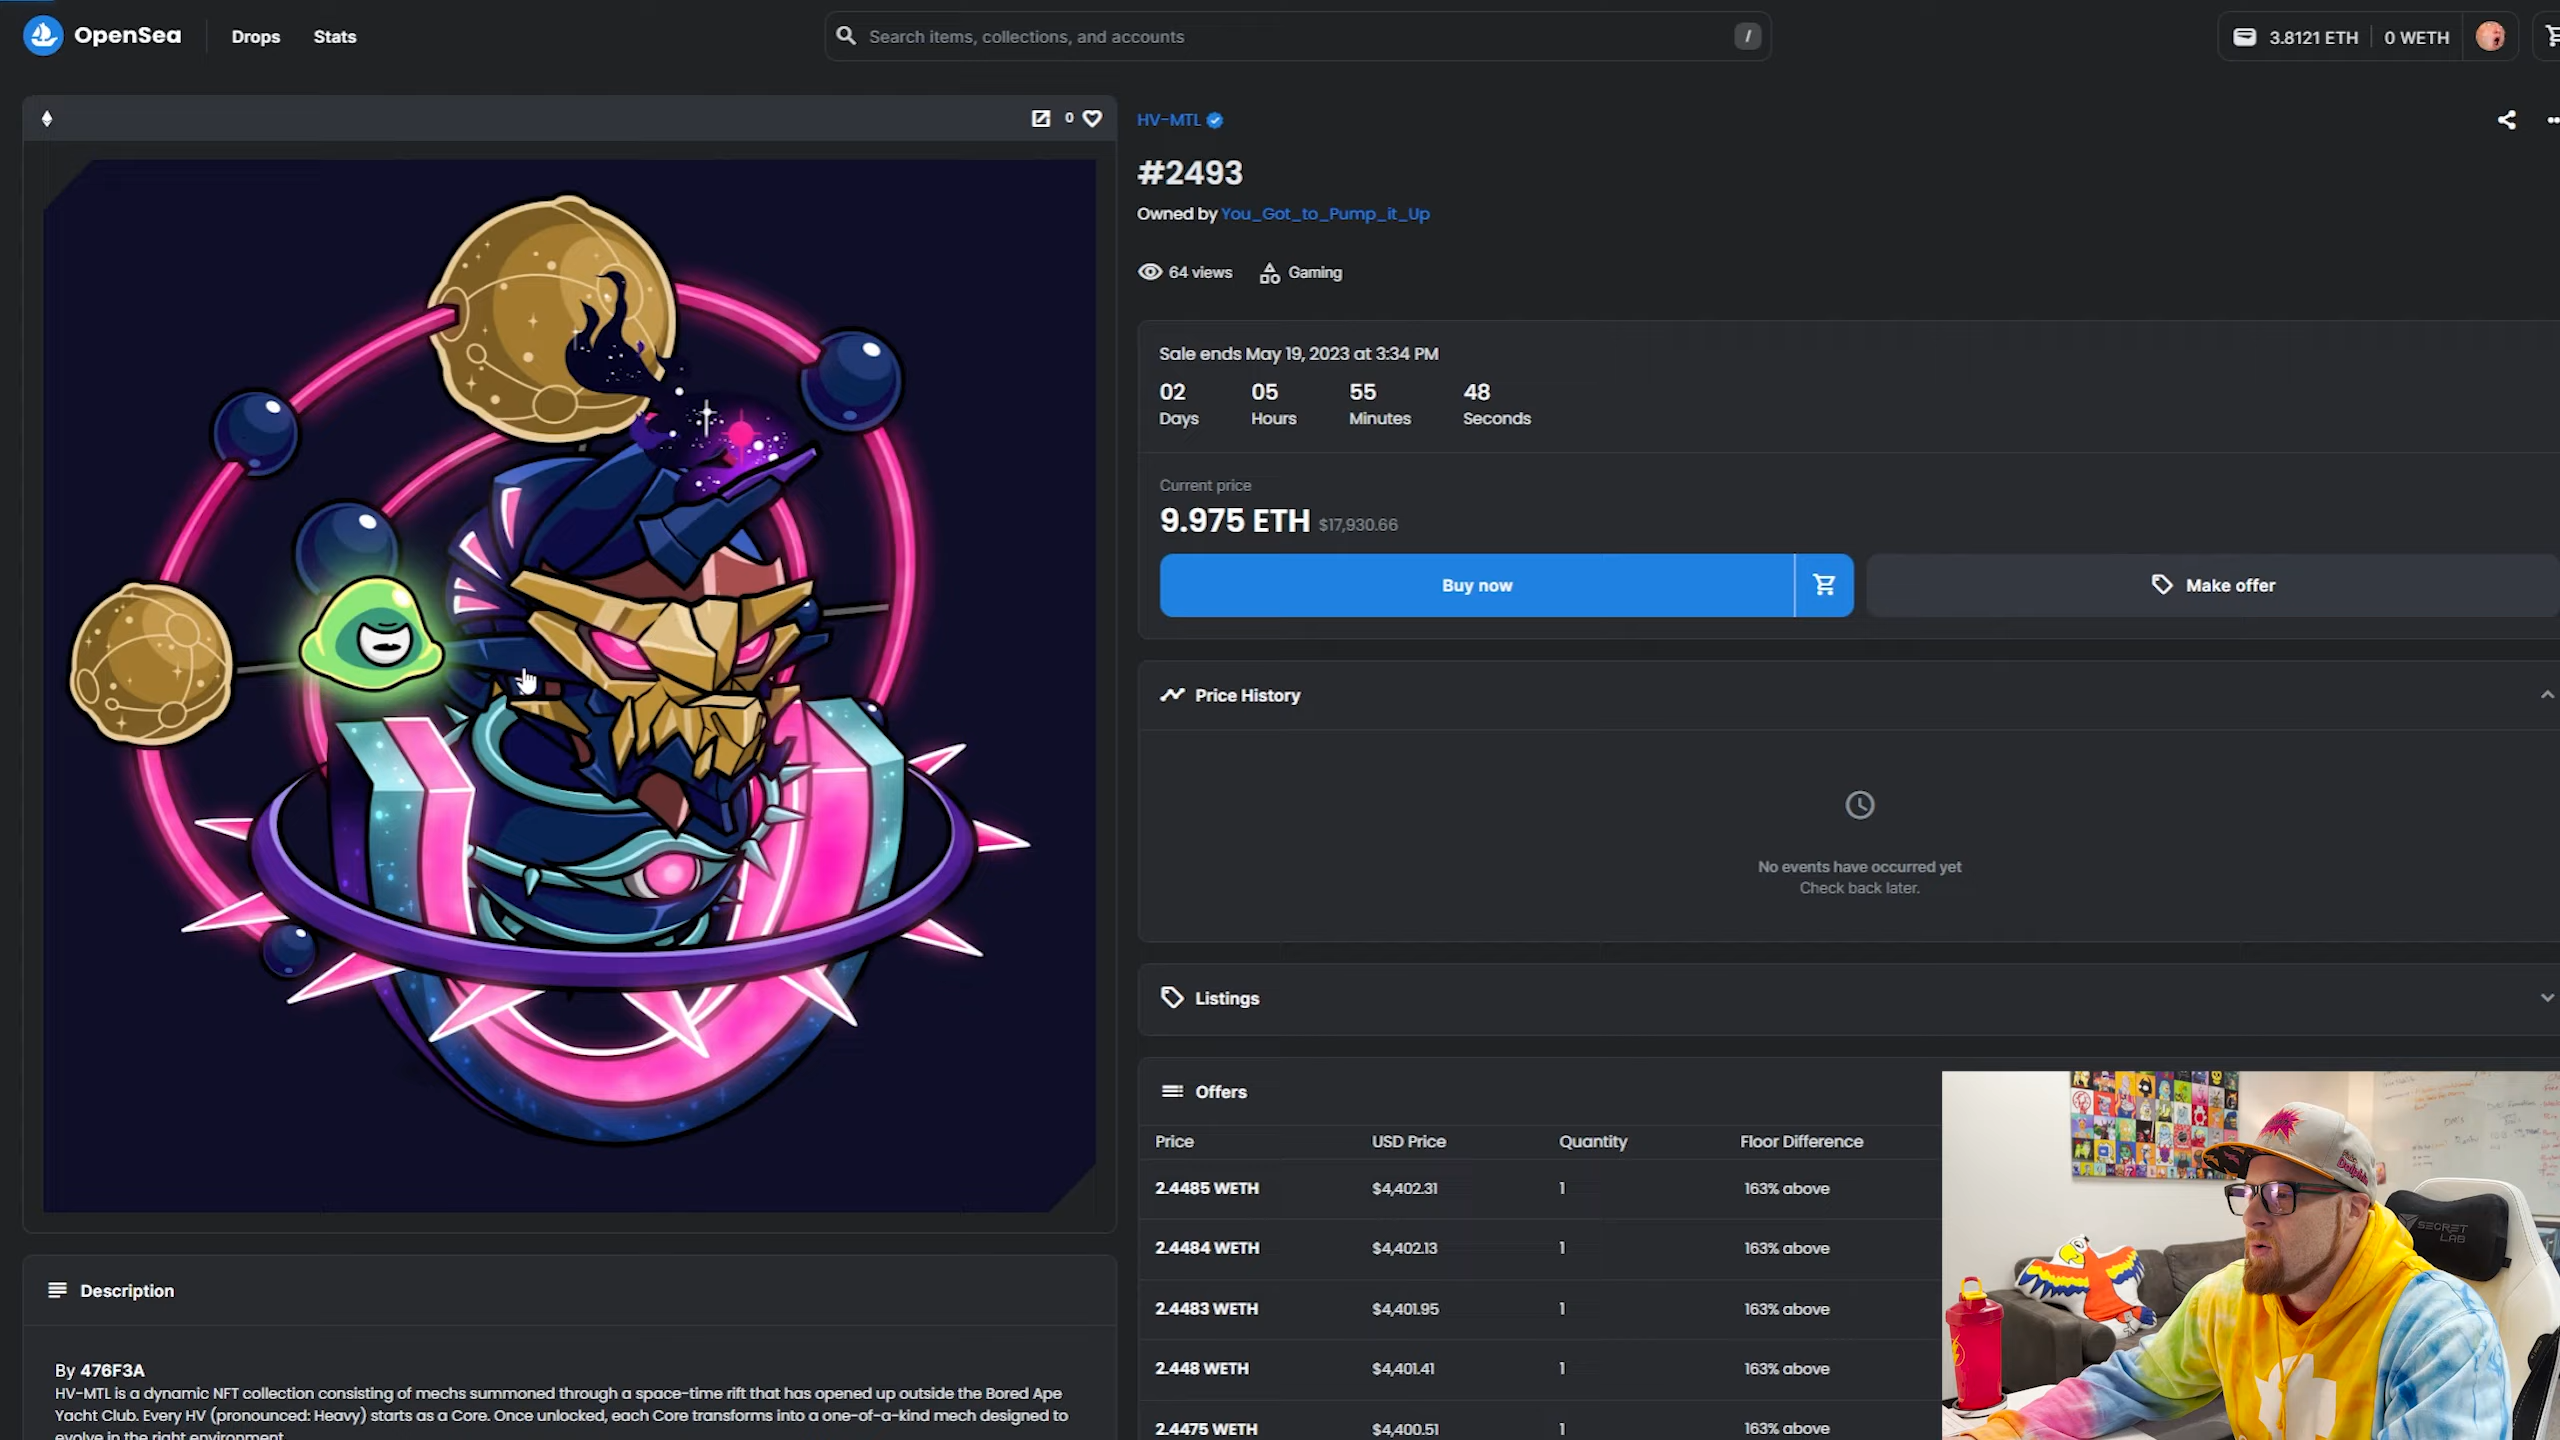 OpenSea
Drops
Stats
Search items, collections, and accounts
/
3.8121 ETH
0 WETH
0
HV-MTL
#2493
Owned by You_Got_to_Pump_it_Up
64 views
Gaming
Sale ends May 19, 2023 at 3:34 PM
02
05
55
48
Days
Hours
Minutes
Seconds
Current price
9.975 ETH $17,930.66
Buy now
Make offer
Price History
No events have occurred yet
Check back later.
Listings
Offers
Price
USD Price
Quantity
Floor Difference
2.4485 WETH
$4,402.31
1
163% above
2.4484 WETH
$4,402.13
1
163% above
2.4483 WETH
$4,401.95
1
163% above
2.448 WETH
$4,401.41
1
163% above
2.4475 WETH
$4,400.51
1
163% above
Description
By 476F3A
HV-MTL is a dynamic NFT collection consisting of mechs summoned through a space-time rift that has opened up outside the Bored Ape
Yacht Club. Every HV (pronounced: Heavy) starts as a Core. Once unlocked, each Core transforms into a one-of-a-kind mech designed to
evolve in the right environment.
SECRET
LAB